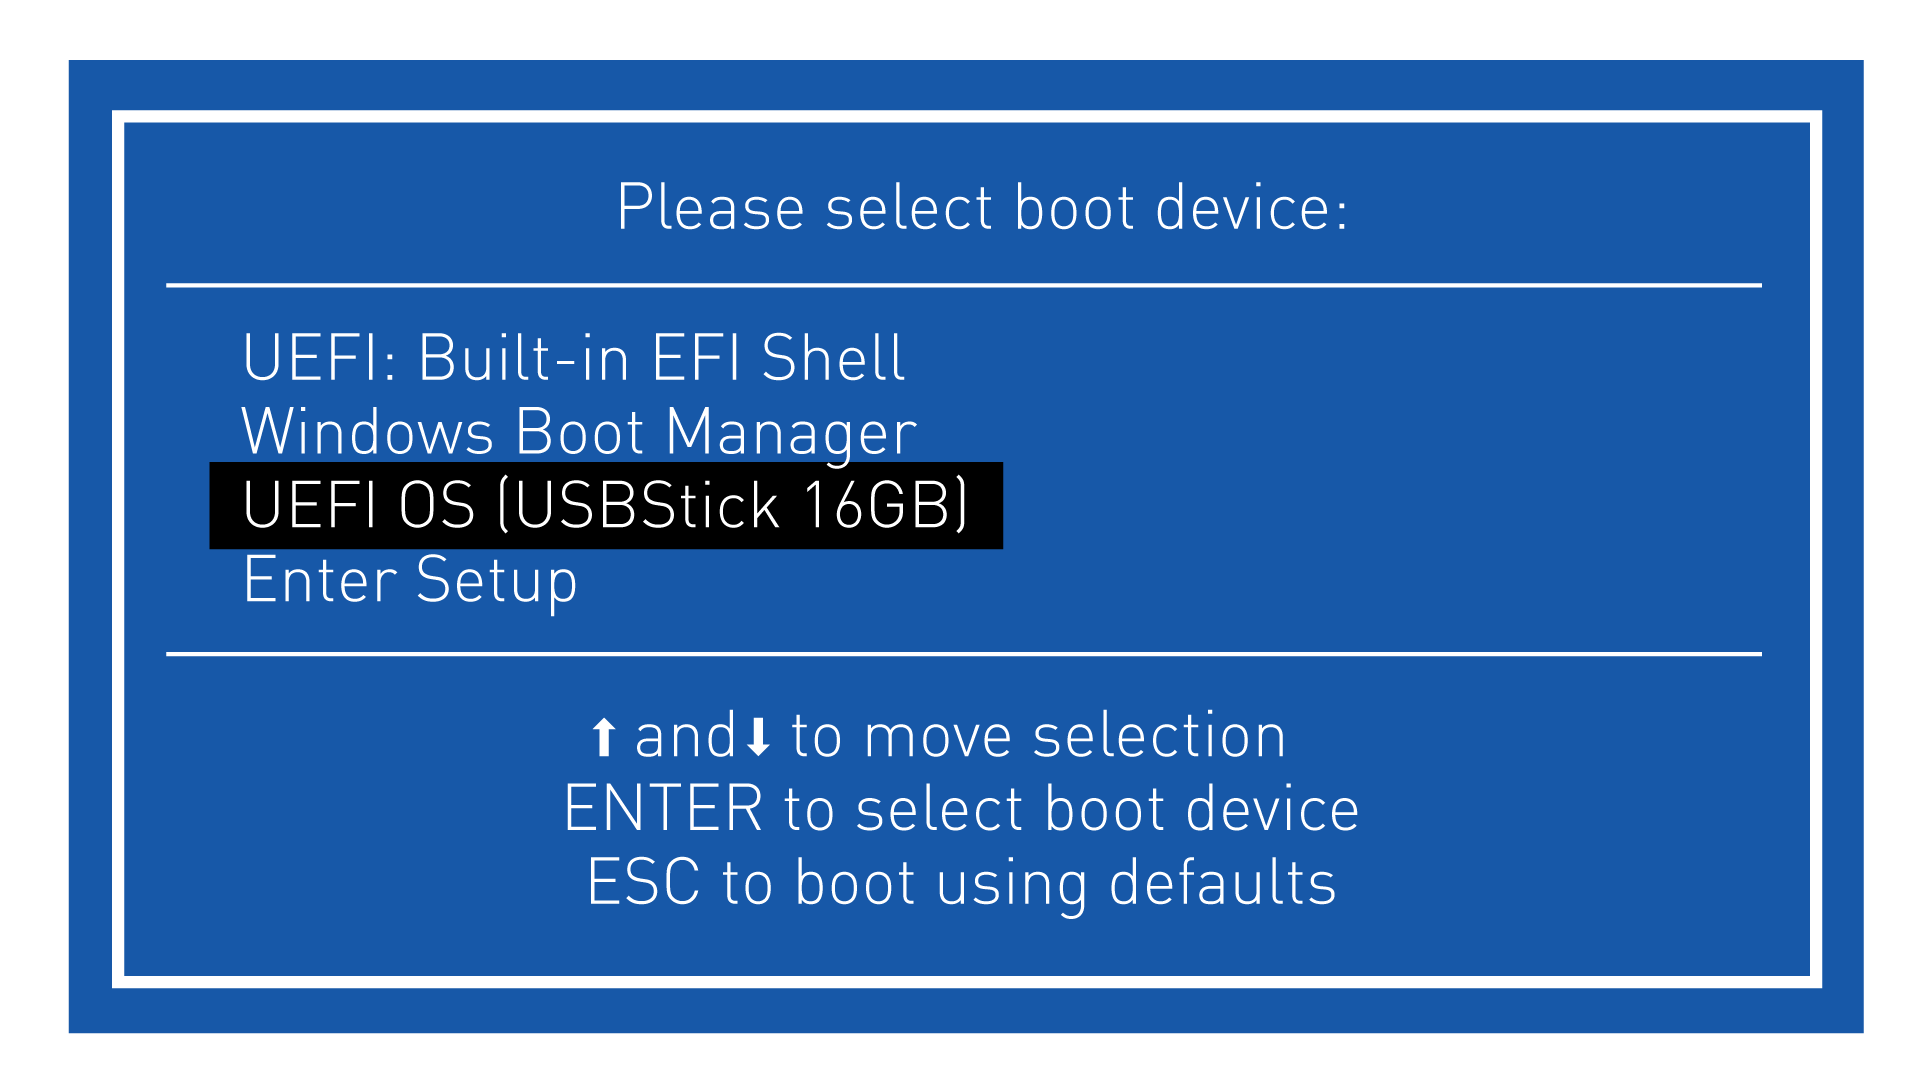 Please select boot device:
UEFI: Built-in EFI Shell
Windows Boot Manager
UEFI OS (USBStick 16GB)
Enter Setup
⬆ and⬇ to move selection
ENTER to select boot device
ESC to boot using defaults